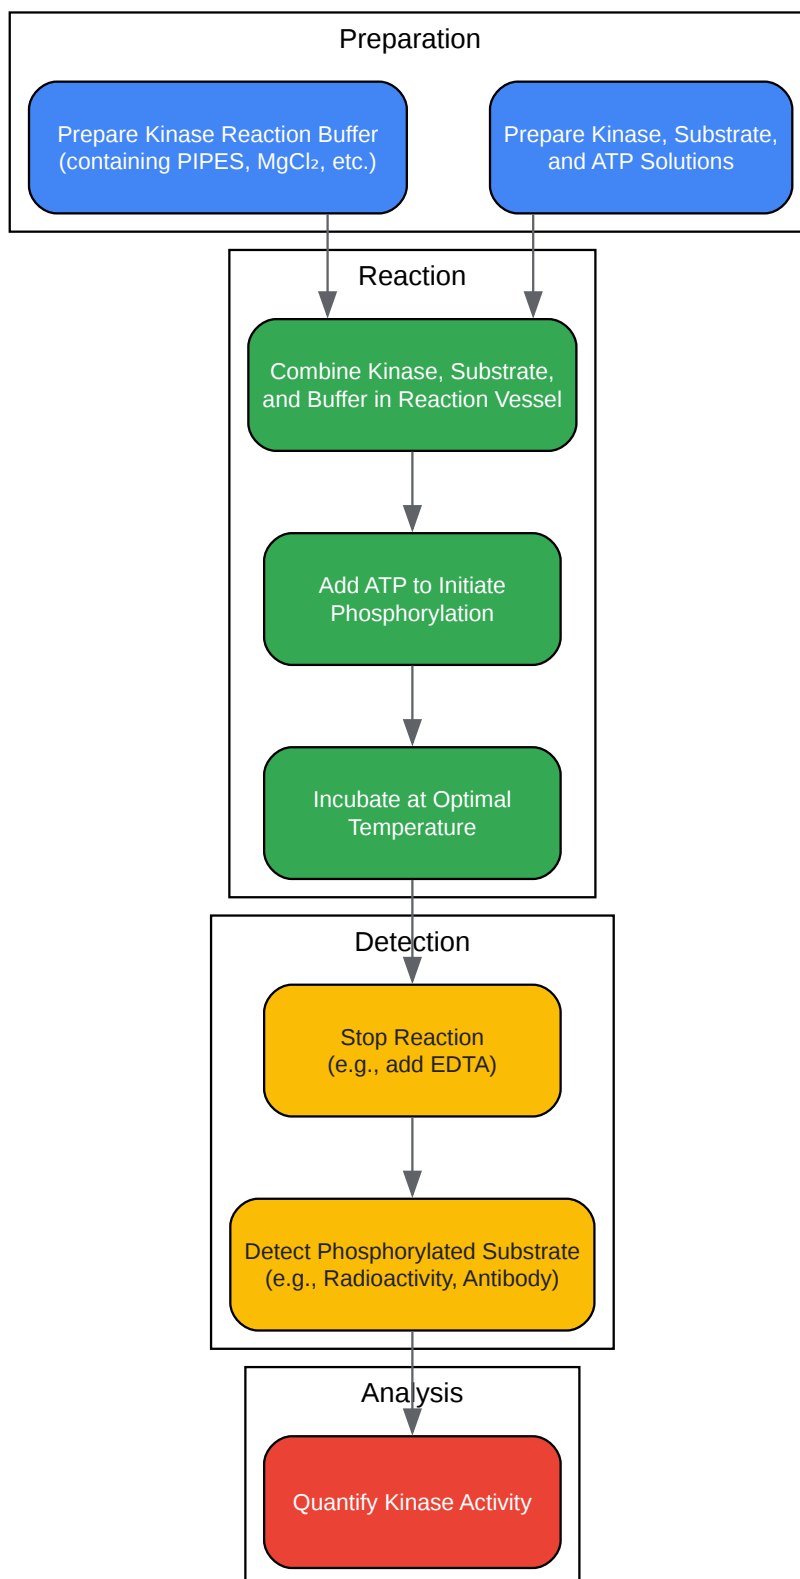 Preparation
Prepare Kinase Reaction Buffer
(containing PIPES, MgCl₂, etc.)
Prepare Kinase, Substrate,
and ATP Solutions
Reaction
Combine Kinase, Substrate,
and Buffer in Reaction Vessel
Add ATP to Initiate
Phosphorylation
Incubate at Optimal
Temperature
Detection
Stop Reaction
(e.g., add EDTA)
Detect Phosphorylated Substrate
(e.g., Radioactivity, Antibody)
Analysis
Quantify Kinase Activity